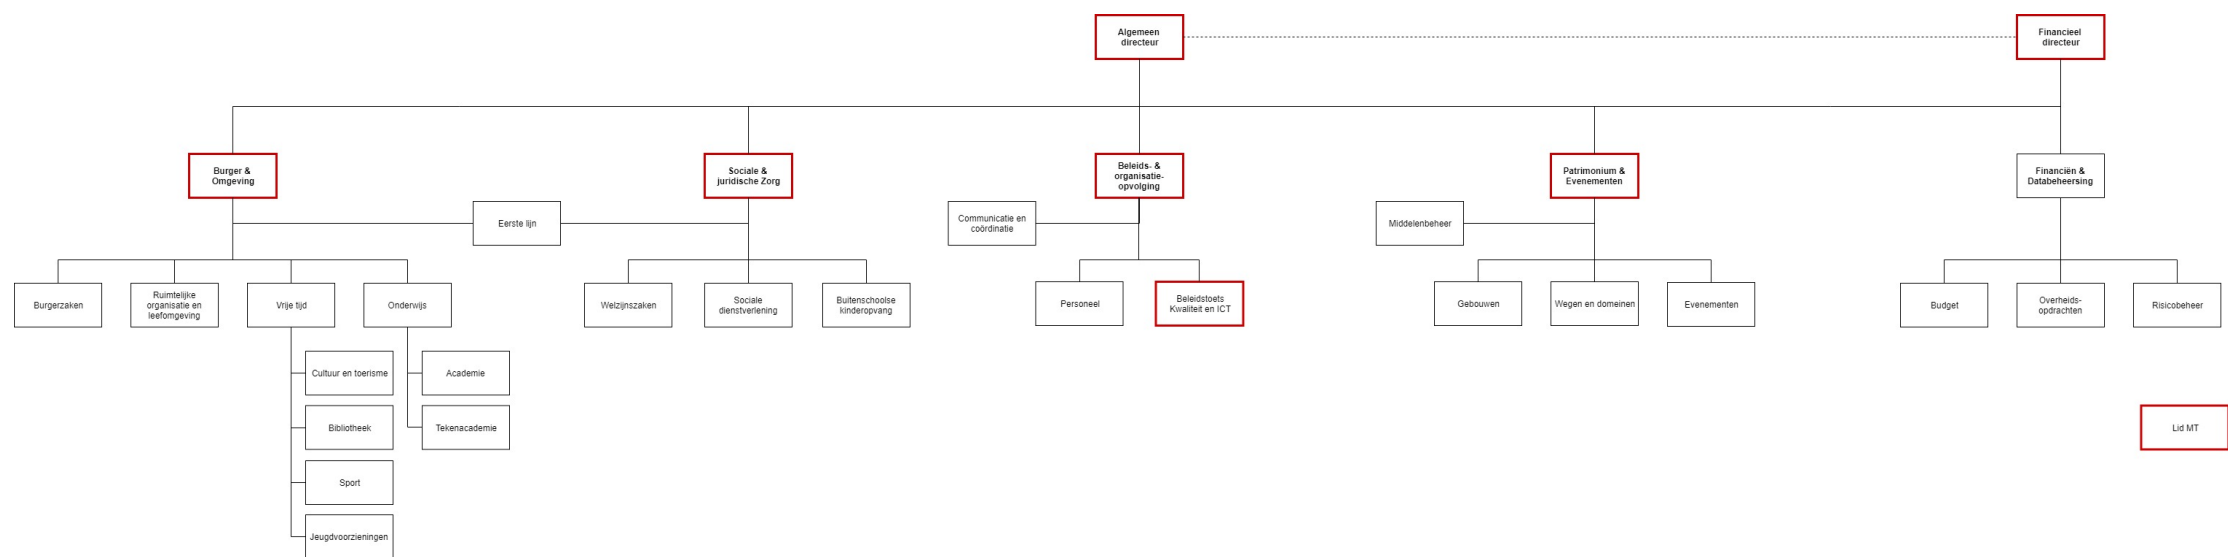 Algemeen
directeur
Financieel
directeur
Burger &
Omgeving
Sociale &
juridische Zorg
Beleids- &
organisatie-
opvolging
Patrimonium &
Evenementen
Financiën &
Databeheersing
Eerste lijn
Communicatie en
coördinatie
Middelenbeheer
Burgerzaken
Ruimtelijke
organisatie en
leefomgeving
Vrije tijd
Onderwijs
Welzijnszaken
Sociale
dienstverlening
Buitenschoolse
kinderopvang
Personeel
Beleidstoets
Kwaliteit en ICT
Gebouwen
Wegen en domeinen
Evenementen
Budget
Overheids-
opdrachten
Risicobeheer
Cultuur en toerisme
Academie
Bibliotheek
Tekenacademie
Lid MT
Sport
Jeugdvoorzieningen